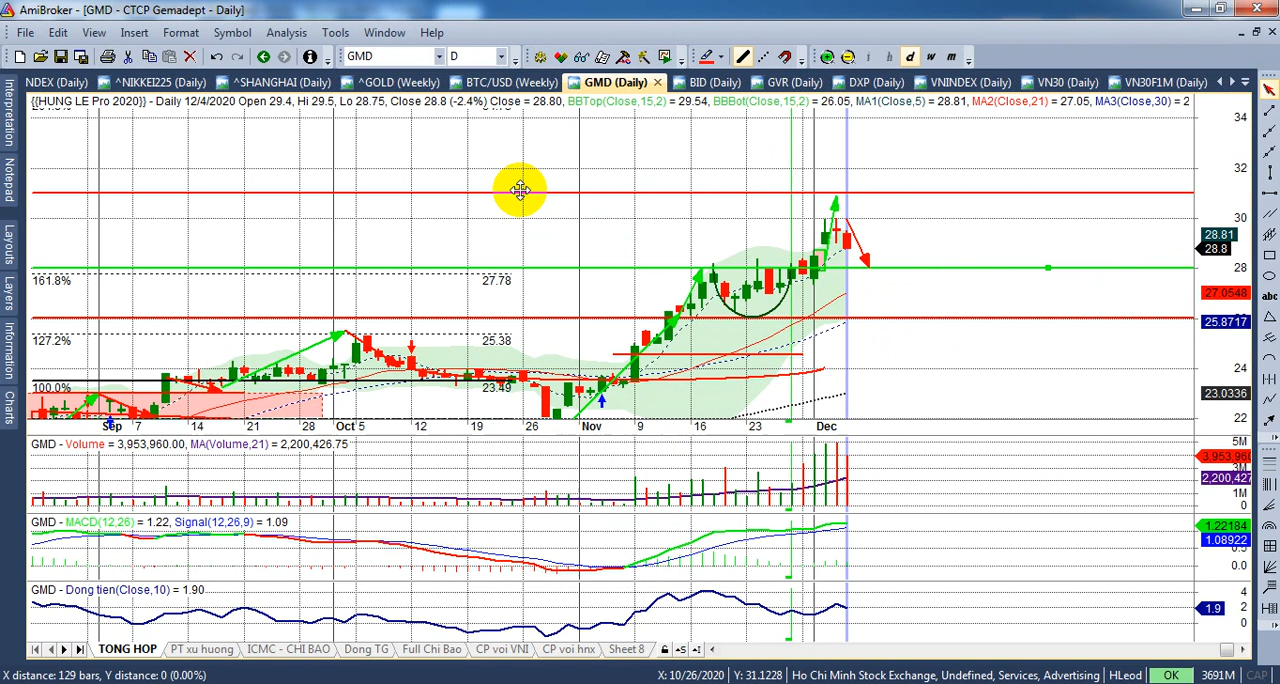 AmiBroker - [GMD - CTCP Gemadept - Daily]
File Edit View Insert Format Symbol Analysis Tools Window Help
GMD D d w m
NDEX (Daily) ^NIKKEI225 (Daily) ^SHANGHAI (Daily) ^GOLD (Weekly) BTC/USD (Weekly) GMD (Daily) BID (Daily) GVR (Daily) DXP (Daily) VNINDEX (Daily) VN30 (Daily) VN30F1M (Daily)
{{HUNG LE Pro 2020}} - Daily 12/4/2020 Open 29.4, Hi 29.5, Lo 28.75, Close 28.8 (-2.4%) Close = 28.80, BBTop(Close,15,2) = 29.54, BBBot(Close,15,2) = 26.05, MA1(Close,5) = 28.81, MA2(Close,21) = 27.05, MA3(Close,30) = 2
Interpretation
Notepad
Layouts
Layers
Information
Charts
34
32
30
28.81
28.8
28
161.8% 27.78
27.0548
25.8717
127.2% 25.38
24
100.0% 23.49
23.0336
22
Sep 7 14 21 28 Oct 5 12 19 26 Nov 9 16 23 Dec
GMD - Volume = 3,953,960.00, MA(Volume,21) = 2,200,426.75
5M
3,953,960
2,200,427
1M
GMD - MACD(12,26) = 1.22, Signal(12,26,9) = 1.09
1.22184
1.08922
0.0
GMD - Dong tien(Close,10) = 1.90
4
2
1.9
0
TONG HOP PT xu huong ICMC - CHI BAO Dong TG Full Chi Bao CP voi VNI CP voi hnx Sheet 8
X distance: 129 bars, Y distance: 0 (0.00%) X: 10/26/2020 Y: 31.1228 Ho Chi Minh Stock Exchange, Undefined, Services, Advertising HLeod OK 3691M CAP